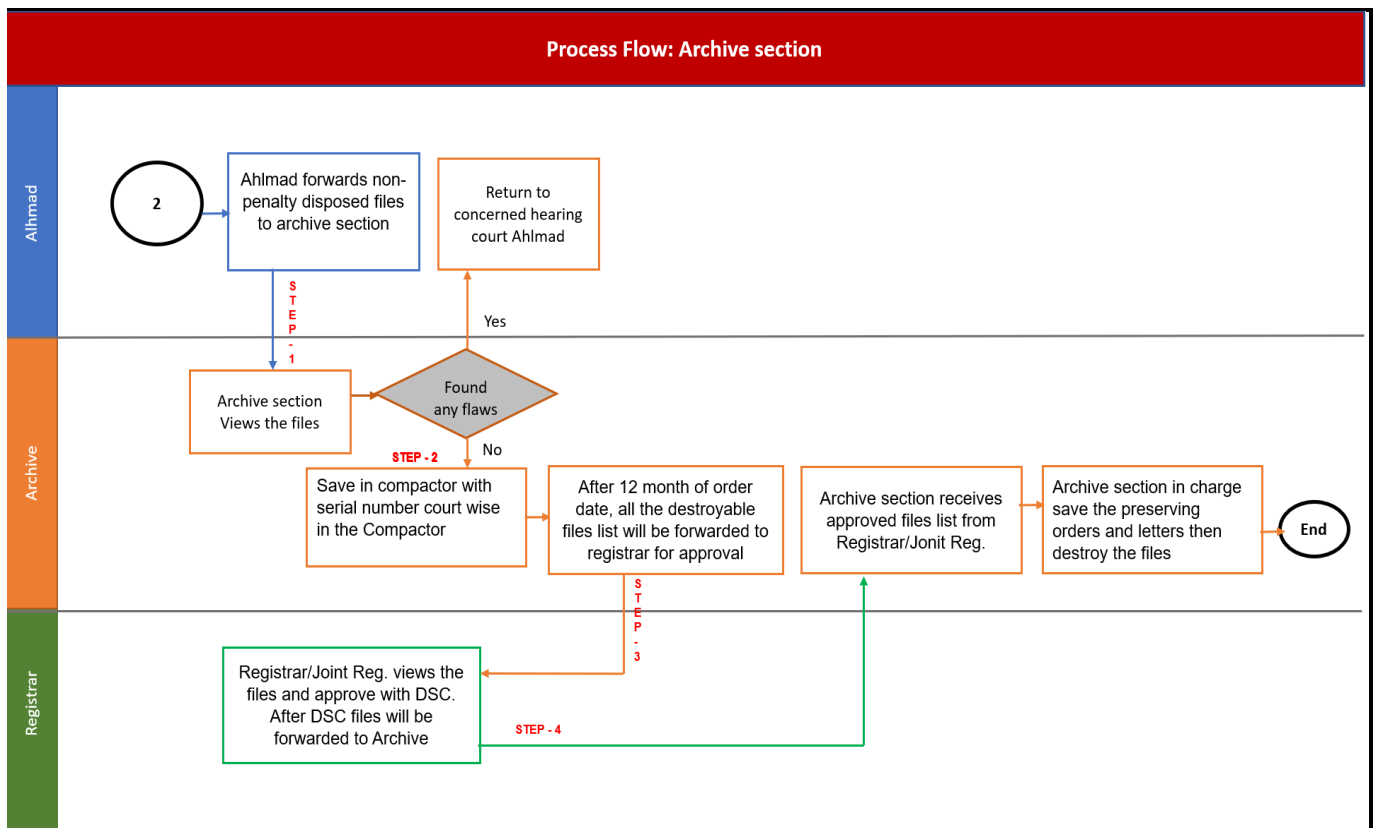 Process Flow: Archive section
Alhmad
2
Ahlmad forwards non-
penalty disposed files
to archive section
Return to
concerned hearing
court Ahlmad
STEP-1
Yes
Archive
Archive section
Views the files
Found
any flaws
No
STEP - 2
Save in compactor with
serial number court wise
in the Compactor
After 12 month of order
date, all the destroyable
files list will be forwarded to
registrar for approval
Archive section receives
approved files list from
Registrar/Jonit Reg.
Archive section in charge
save the preserving
orders and letters then
destroy the files
End
STEP-3
Registrar
Registrar/Joint Reg. views the
files and approve with DSC.
After DSC files will be
forwarded to Archive
STEP - 4